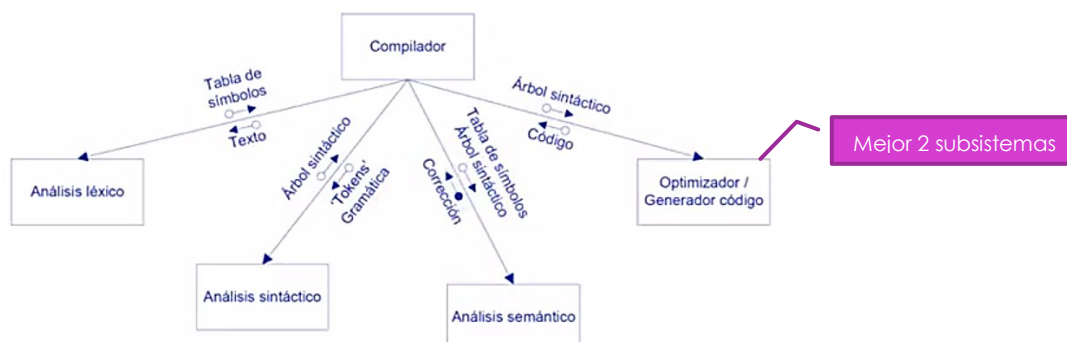 Compilador
Tabla de
símbolos
Texto
Árbol sintáctico
'Tokens'
Gramática
Tabla de símbolos
Árbol sintáctico
Corrección
Árbol sintáctico
Código
Mejor 2 subsistemas
Análisis léxico
Optimizador /
Generador código
Análisis sintáctico
Análisis semántico